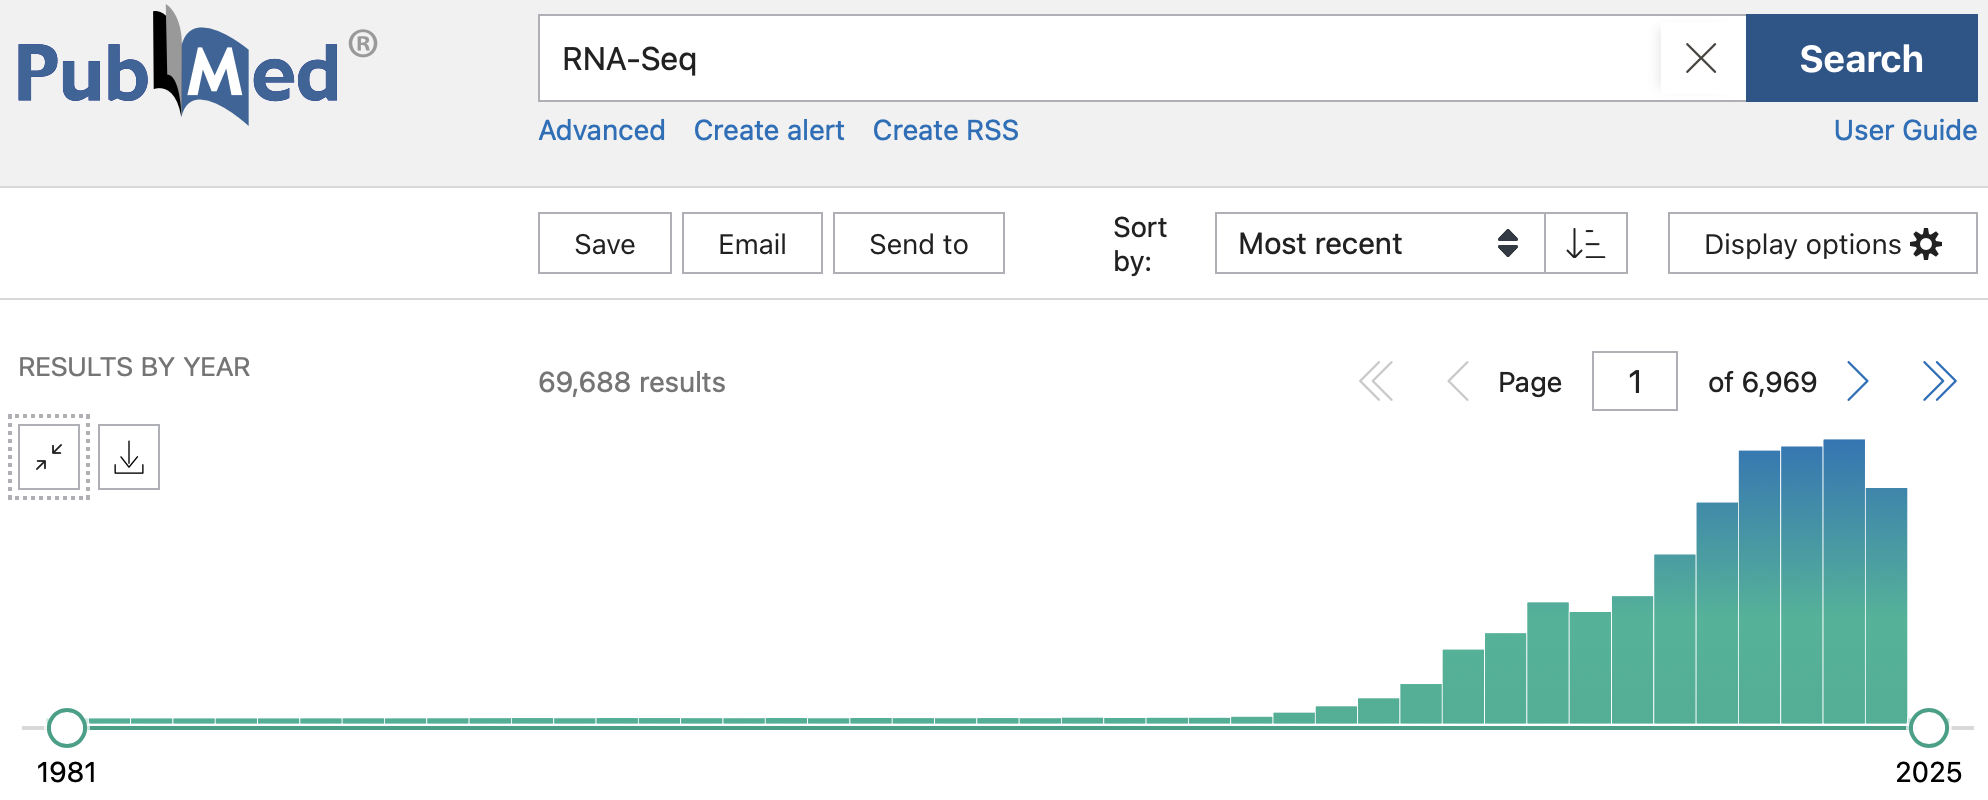 PubMed®
RNA-Seq
Search
Advanced Create alert Create RSS User Guide
Save Email Send to Sort by: Most recent Display options
RESULTS BY YEAR
69,688 results Page 1 of 6,969
1981 2025